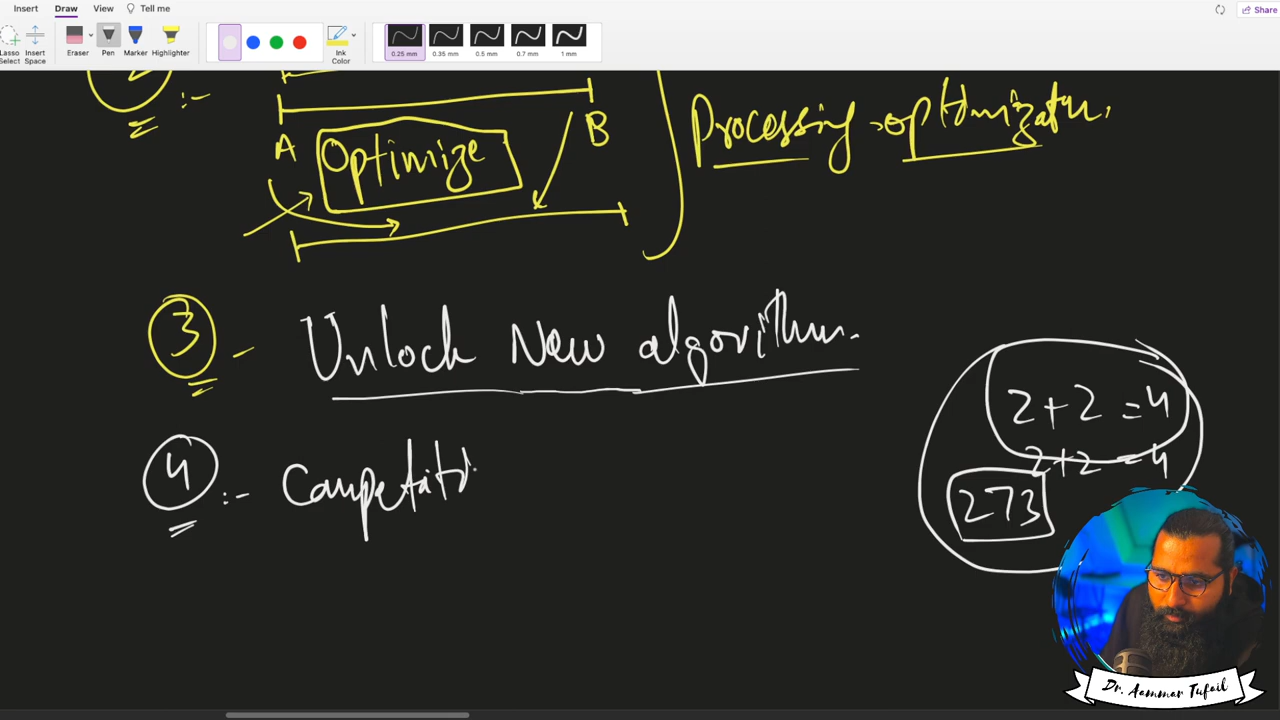 Insert Draw View Tell me
Share
Lasso Select
Insert Space
Eraser
Pen
Marker
Highlighter
Ink Color
0.25 mm
0.35 mm
0.5 mm
0.7 mm
1 mm
:-
A
B
Optimize
Processing optimization.
3 - Unlock New algorithm.
2+2 =4
2+2 =4
273
4 :- Competiti
Dr. Aammar Tufail